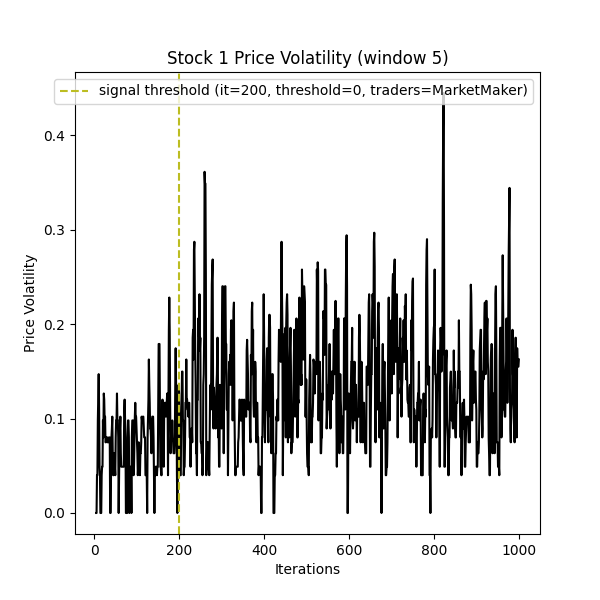 Stock 1 Price Volatility (window 5)
signal threshold (it=200, threshold=0, traders=MarketMaker)
Price Volatility
0.4
0.3
0.2
0.1
0.0
0 200 400 600 800 1000
Iterations